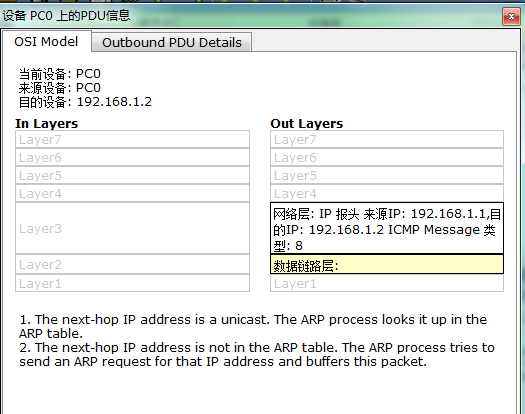 设备 PC0 上的PDU信息
OSI Model
Outbound PDU Details
当前设备: PC0
来源设备: PC0
目的设备: 192.168.1.2
In Layers
Layer7
Layer6
Layer5
Layer4
Layer3
Layer2
Layer1
Out Layers
Layer7
Layer6
Layer5
Layer4
网络层: IP 报头 来源IP: 192.168.1.1,目
的IP: 192.168.1.2 ICMP Message 类
型: 8
数据链路层:
Layer1
1. The next-hop IP address is a unicast. The ARP process looks it up in the
ARP table.
2. The next-hop IP address is not in the ARP table. The ARP process tries to
send an ARP request for that IP address and buffers this packet.